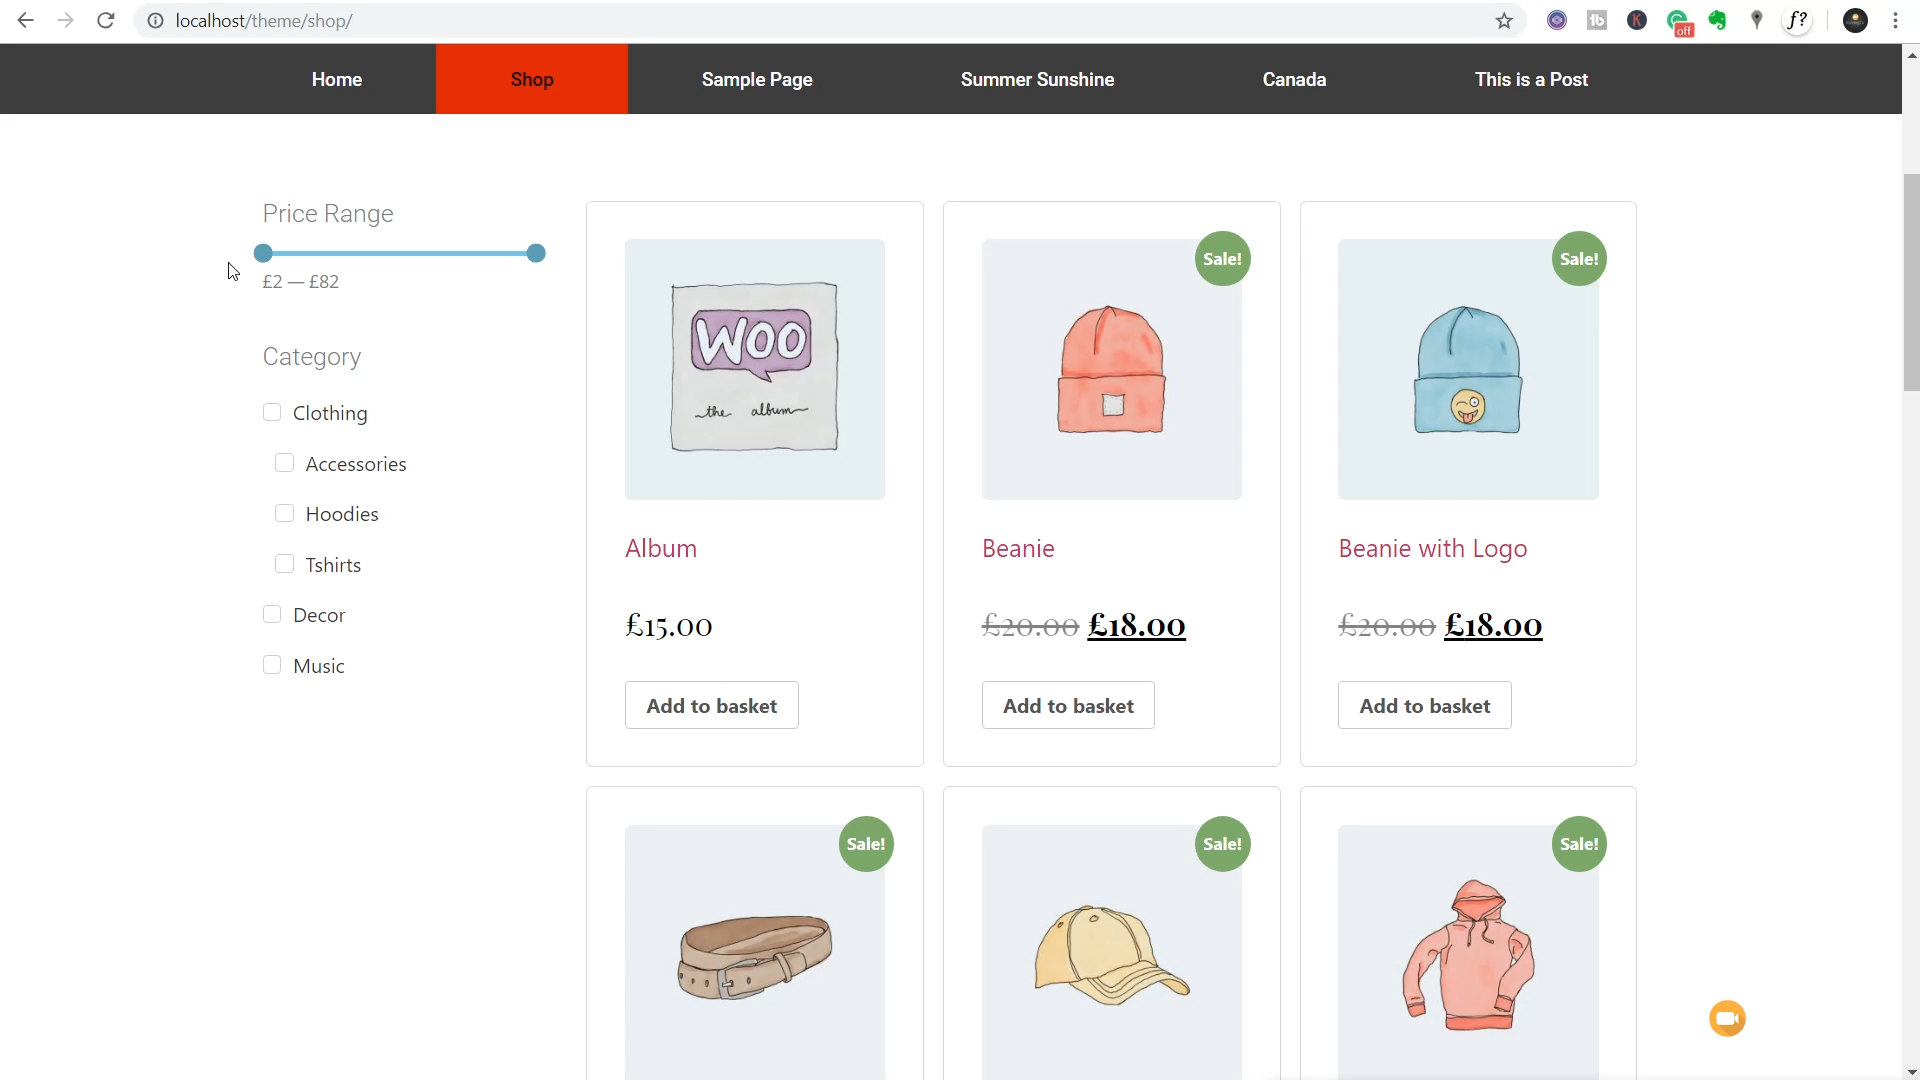 localhost/theme/shop/
tb
K
off
f?
Home
Shop
Sample Page
Summer Sunshine
Canada
This is a Post
Price Range
£2 — £82
Category
Clothing
Accessories
Hoodies
Tshirts
Decor
Music
WOO
the album
Album
£15.00
Add to basket
Sale!
Beanie
£20.00 £18.00
Add to basket
Sale!
Beanie with Logo
£20.00 £18.00
Add to basket
Sale!
Sale!
Sale!